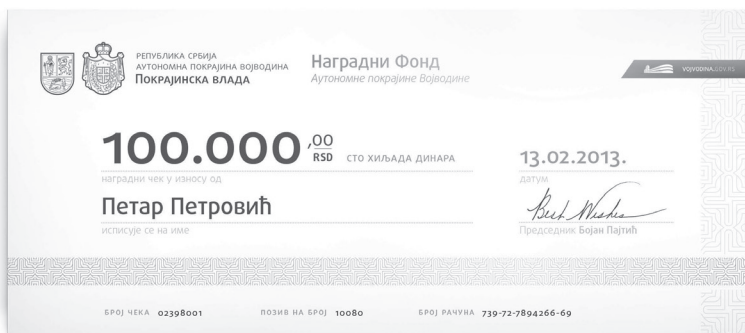 РЕПУБЛИКА СРБИЈА
АУТОНОМНА ПОКРАЈИНА ВОЈВОДИНА
ПОКРАЈИНСКА ВЛАДА
Наградни Фонд
Аутономне покрајине Војводине
VOJVODINA.GOV.RS
100.000,00 RSD СТО ХИЉАДА ДИНАРА
наградни чек у износу од
13.02.2013.
датум
Петар Петровић
исписује се на име
Best Wishes
Председник Бојан Пајтић
БРОЈ ЧЕКА 02398001
ПОЗИВ НА БРОЈ 10080
БРОЈ РАЧУНА 739-72-7894266-69